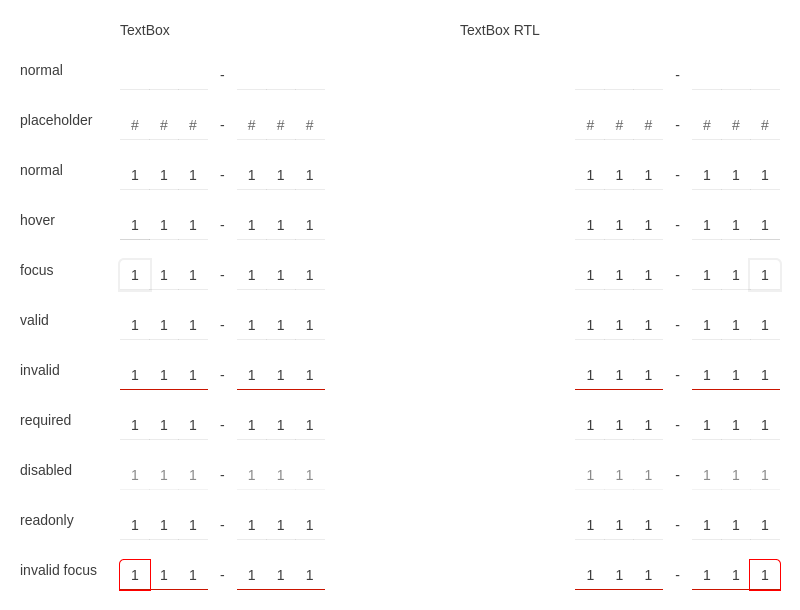 TextBox TextBox RTL
normal - -
placeholder # # # - # # # # # # - # # #
normal 1 1 1 - 1 1 1 1 1 1 - 1 1 1
hover 1 1 1 - 1 1 1 1 1 1 - 1 1 1
focus 1 1 1 - 1 1 1 1 1 1 - 1 1 1
valid 1 1 1 - 1 1 1 1 1 1 - 1 1 1
invalid 1 1 1 - 1 1 1 1 1 1 - 1 1 1
required 1 1 1 - 1 1 1 1 1 1 - 1 1 1
disabled 1 1 1 - 1 1 1 1 1 1 - 1 1 1
readonly 1 1 1 - 1 1 1 1 1 1 - 1 1 1
invalid focus 1 1 1 - 1 1 1 1 1 1 - 1 1 1